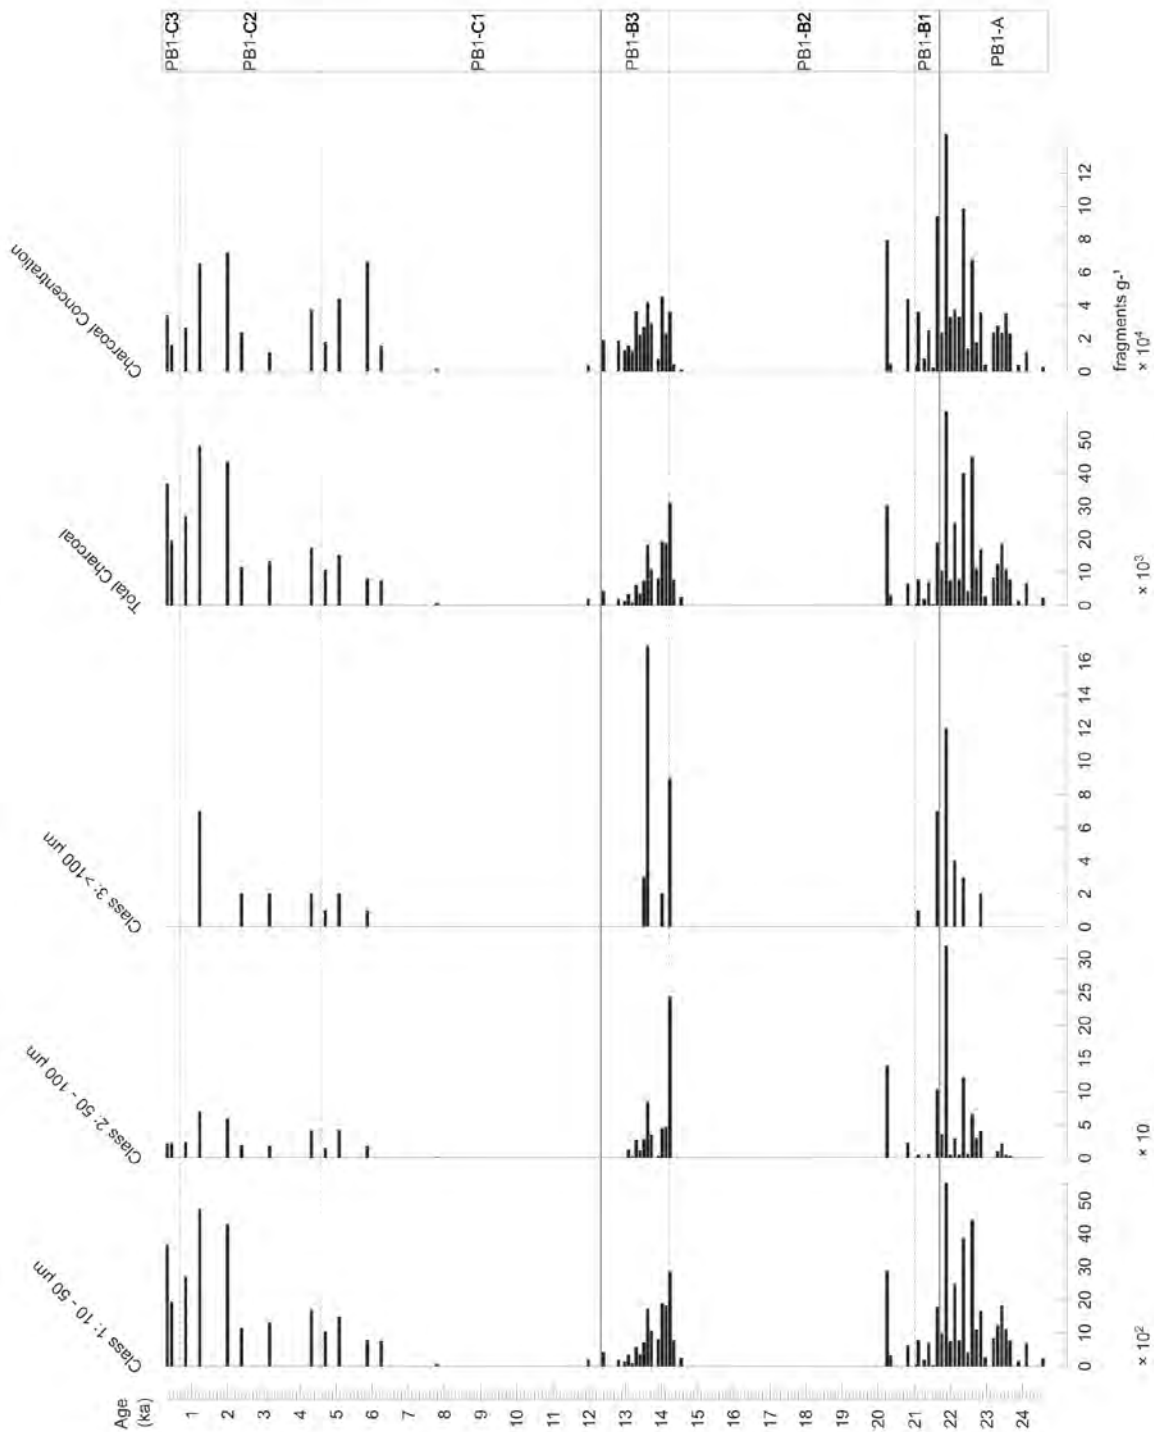 PB1-C3
PB1-C2
PB1-C1
PB1-B3
PB1-B2
PB1-B1
PB1-A
Charcoal Concentration
0 2 4 6 8 10 12
fragments g⁻¹
× 10⁴
Total Charcoal
0 10 20 30 40 50
× 10³
Class 3: >100 µm
0 2 4 6 8 10 12 14 16
Class 2: 50 - 100 µm
0 5 10 15 20 25 30
× 10
Class 1: 10 - 50 µm
0 10 20 30 40 50
× 10²
Age
(ka)
1 2 3 4 5 6 7 8 9 10 11 12 13 14 15 16 17 18 19 20 21 22 23 24